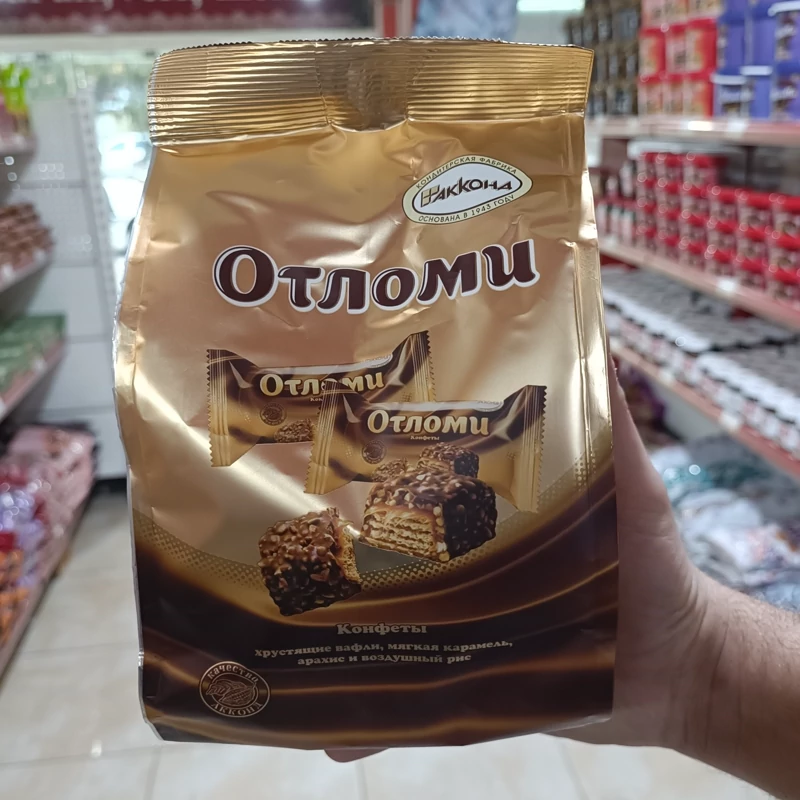 КОНДИТЕРСКАЯ ФАБРИКА
АККОНД
ОСНОВАНА В 1943 ГОДУ
Отломи
Отломи
Конфеты
Отломи
Конфеты
Конфеты
хрустящие вафли, мягкая карамель,
арахис и воздушный рис
качество
АККОНД